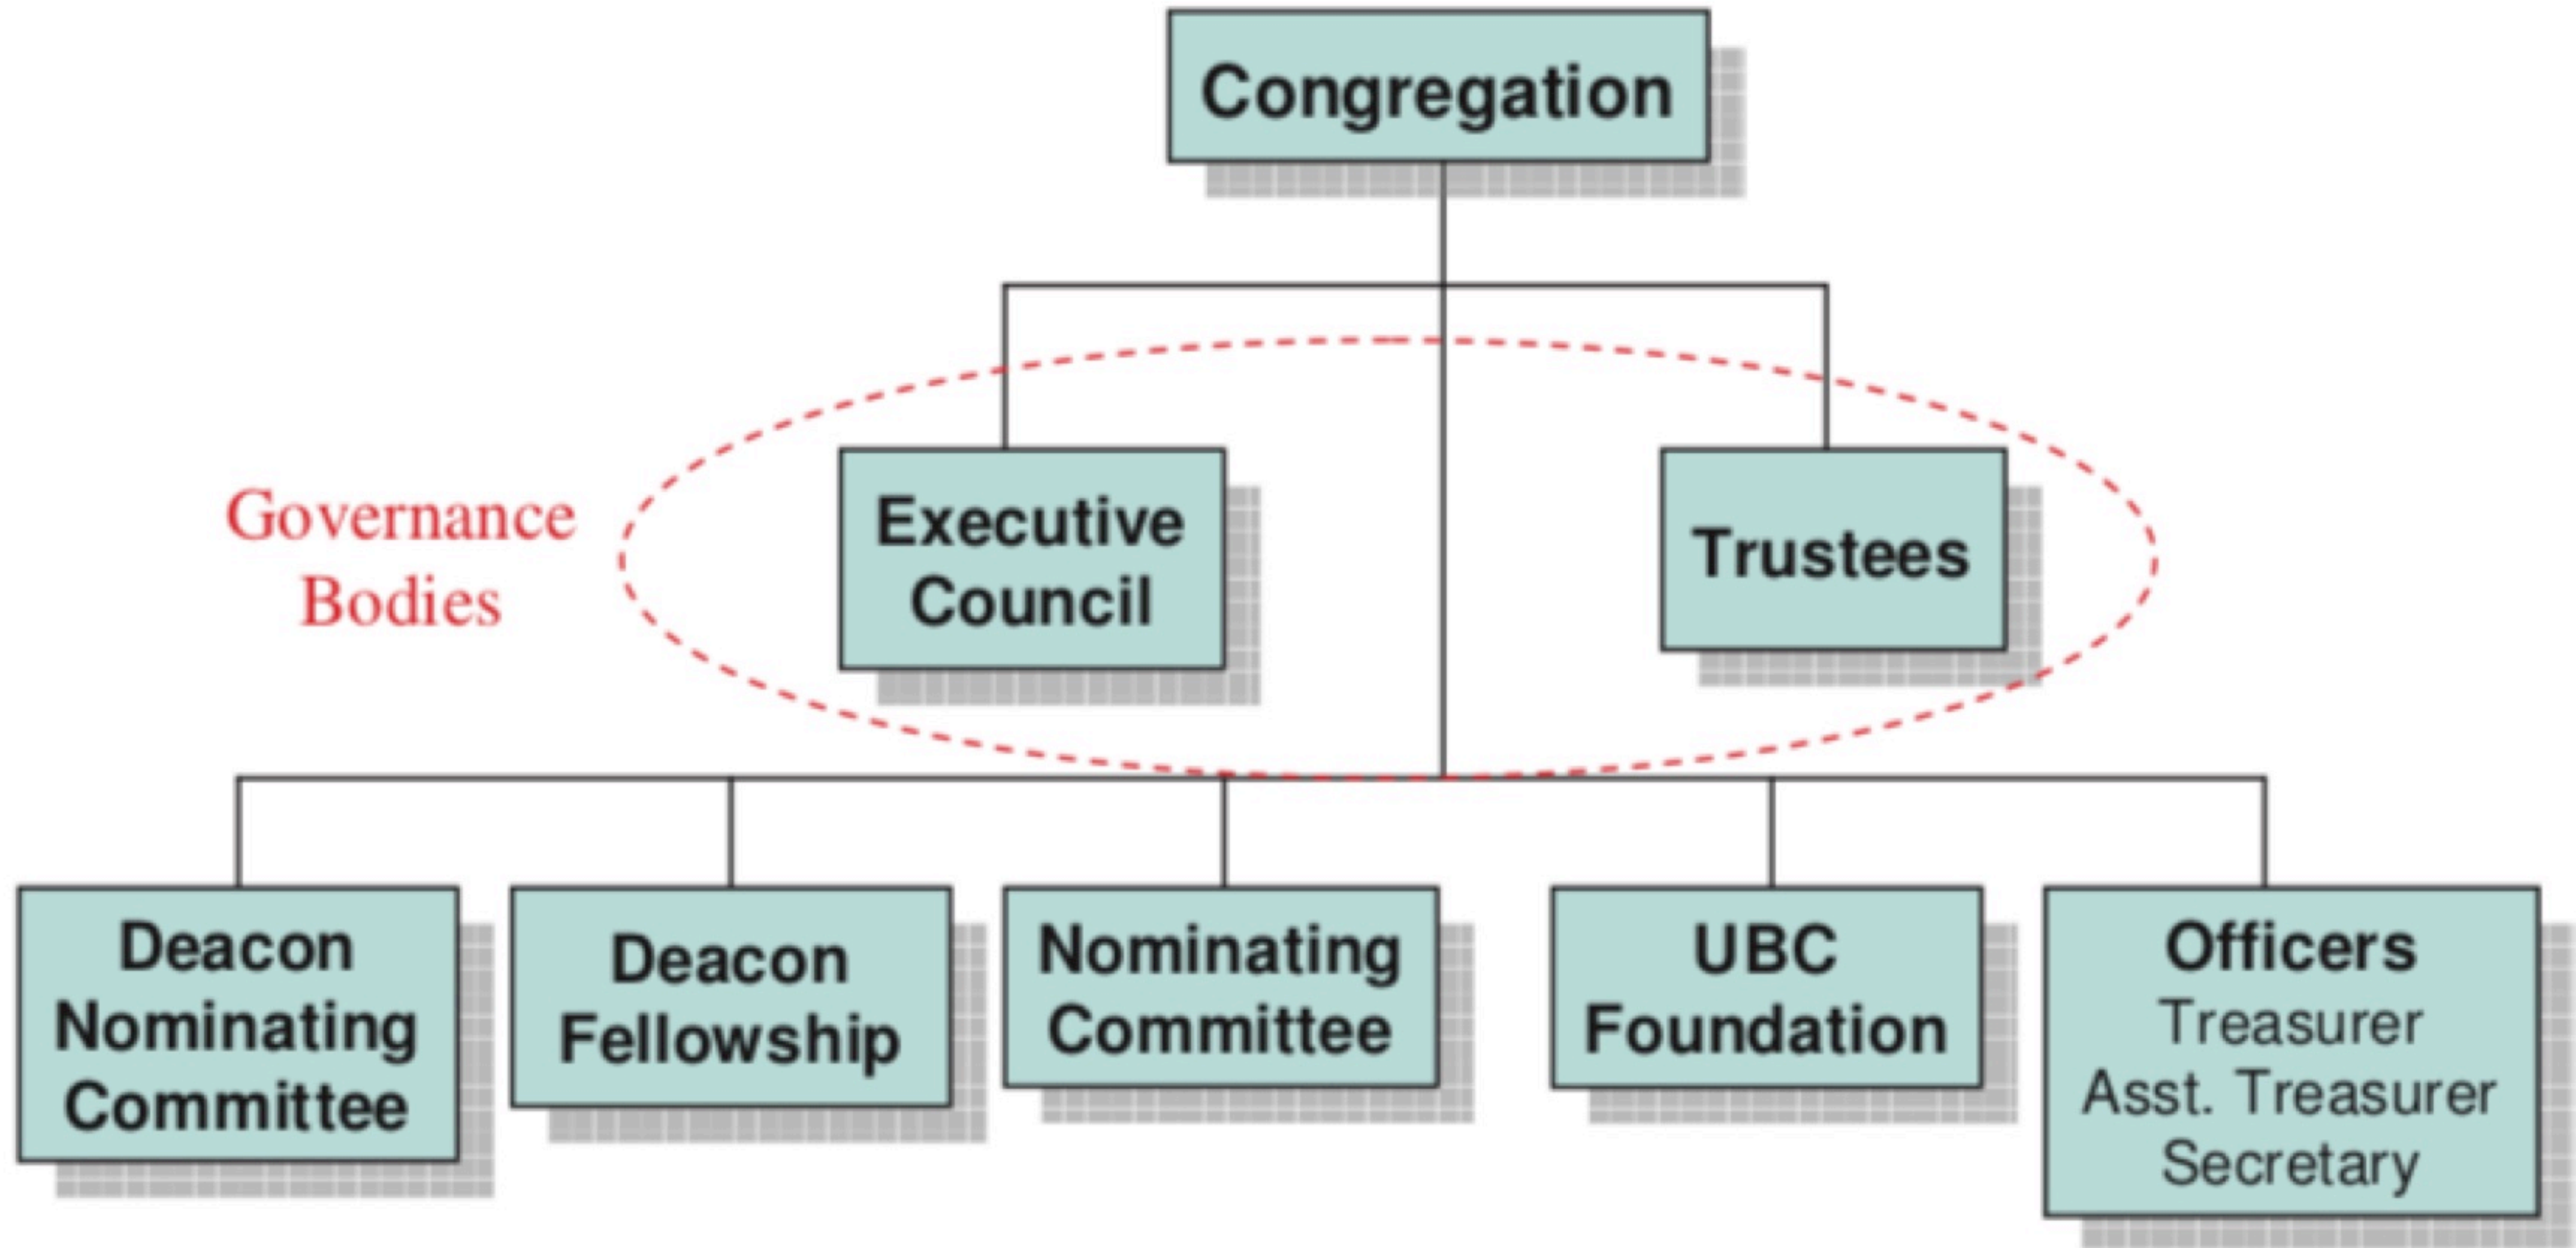 Congregation
Governance
Bodies
Executive
Council
Trustees
Deacon
Nominating
Committee
Deacon
Fellowship
Nominating
Committee
UBC
Foundation
Officers
Treasurer
Asst. Treasurer
Secretary